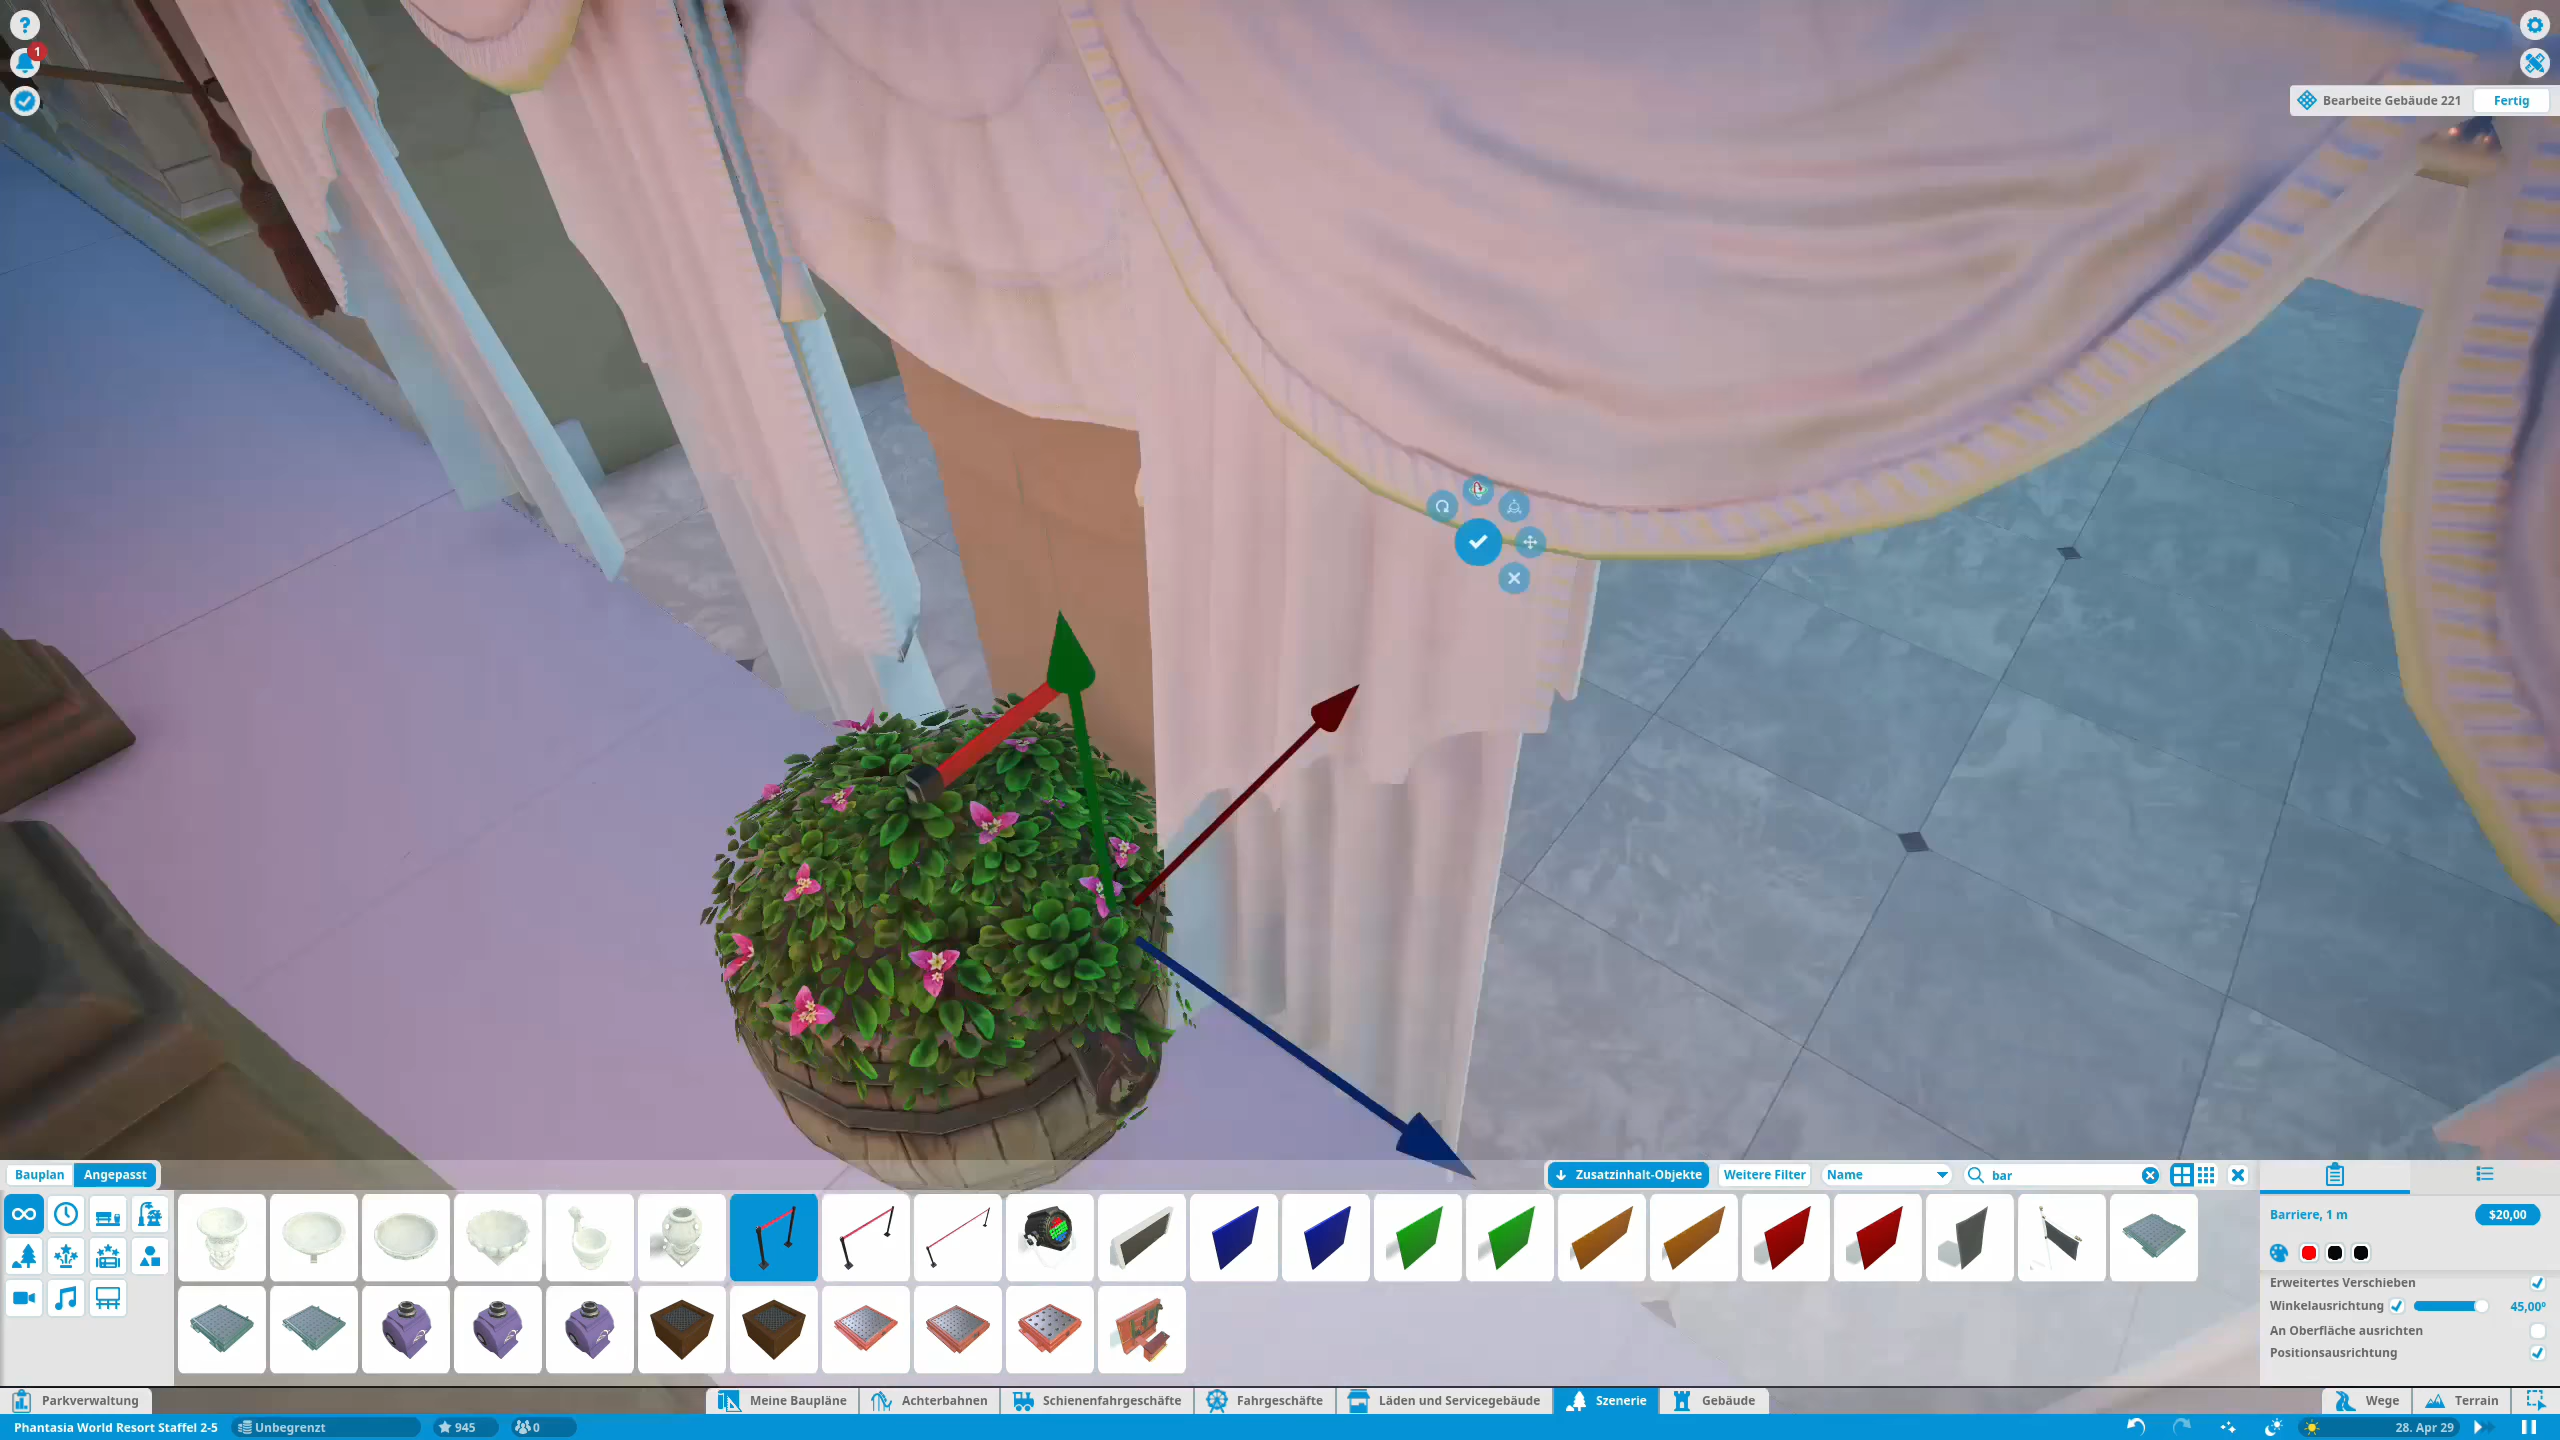 ?
1
Bearbeite Gebäude 221 Fertig
Bauplan Angepasst
Zusatzinhalt-Objekte Weitere Filter Name bar
Barriere, 1 m $20,00
Erweitertes Verschieben
Winkelausrichtung 45,00°
An Oberfläche ausrichten
Positionsausrichtung
Parkverwaltung Meine Baupläne Achterbahnen Schienenfahrgeschäfte Fahrgeschäfte Läden und Servicegebäude Szenerie Gebäude Wege Terrain
Phantasia World Resort Staffel 2-5 Unbegrenzt 945 0 28. Apr 29